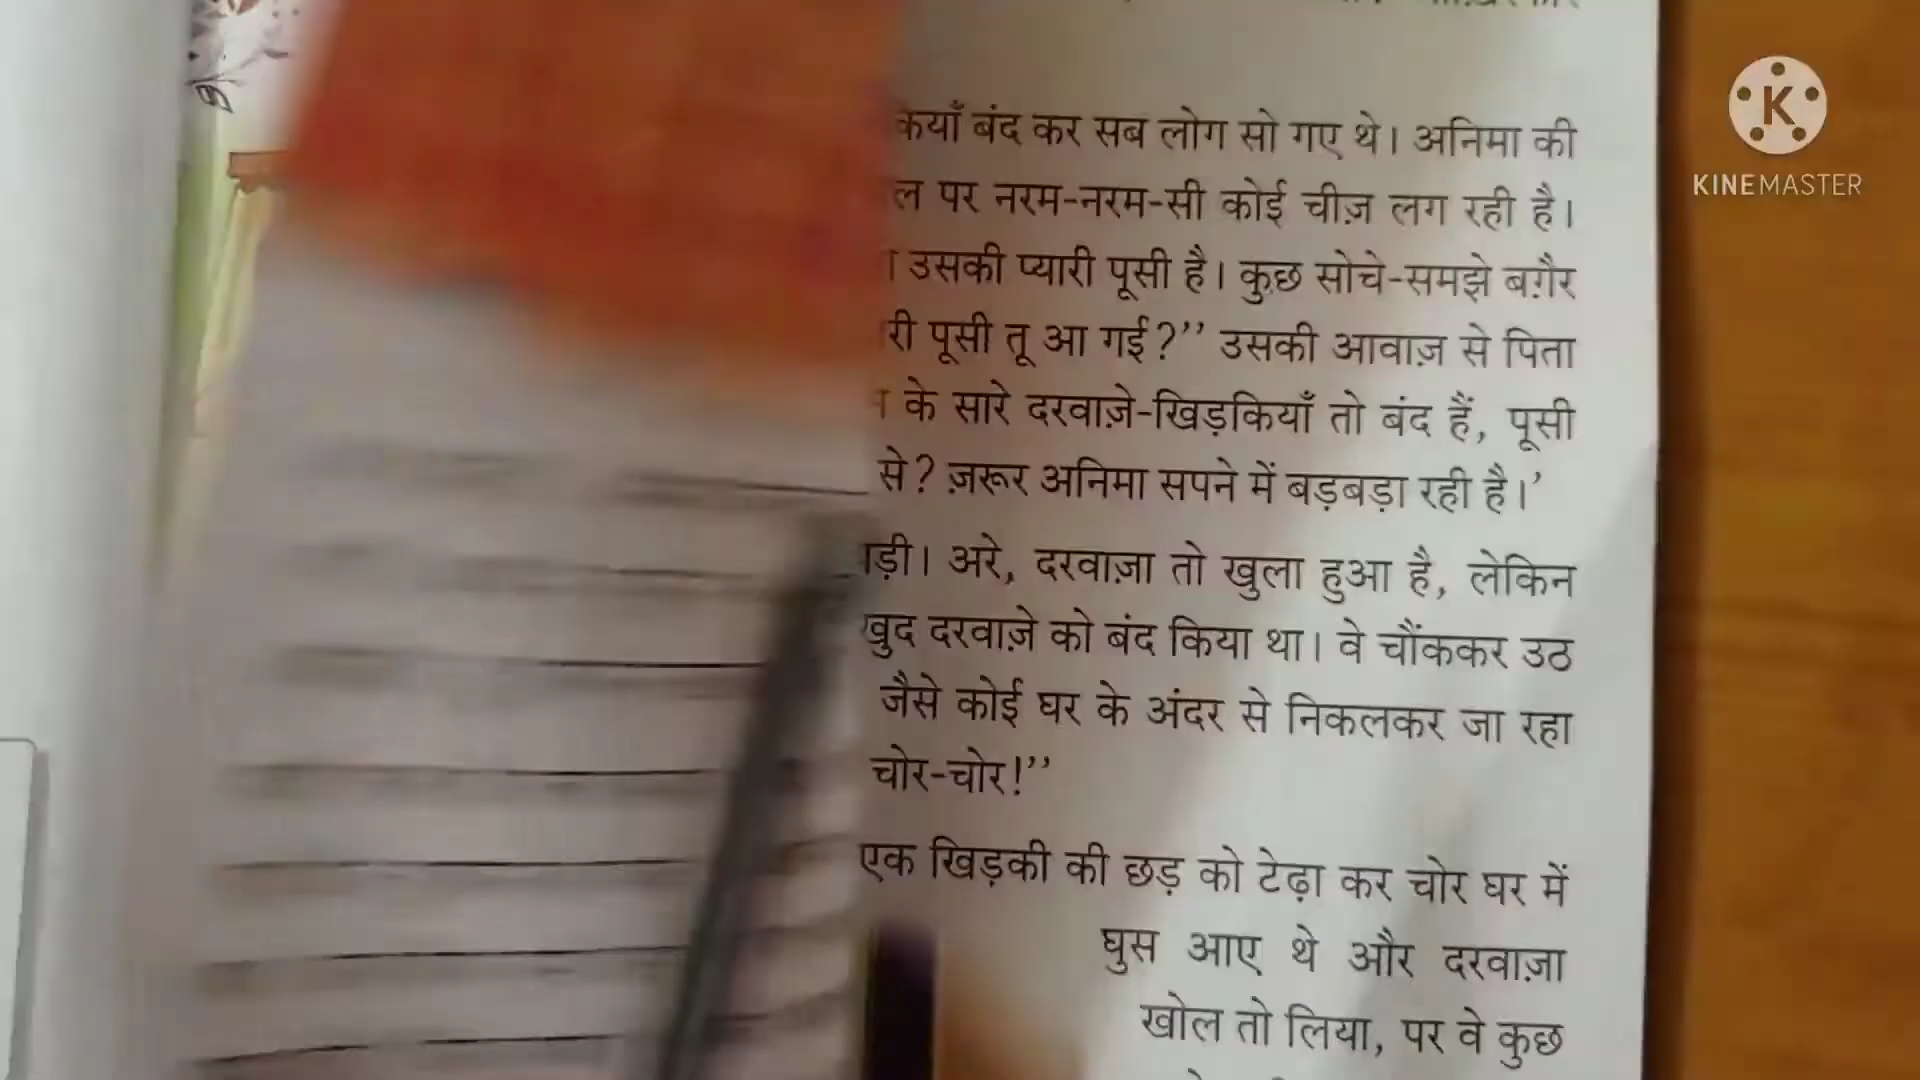 बंद कर सब लोग सो गए थे। अनिमा की
पर नरम-नरम-सी कोई चीज़ लग रही है।
उसकी प्यारी पूसी है। कुछ सोचे-समझे बग़ैर
पूसी तू आ गई?” उसकी आवाज़ से पिता
के सारे दरवाज़े-खिड़कियाँ तो बंद हैं, पूसी
से? ज़रूर अनिमा सपने में बड़बड़ा रही है।’
अरे, दरवाज़ा तो खुला हुआ है, लेकिन
खुद दरवाज़े को बंद किया था। वे चौंककर उठ
जैसे कोई घर के अंदर से निकलकर जा रहा
चोर-चोर!”
एक खिड़की की छड़ को टेढ़ा कर चोर घर में
घुस आए थे और दरवाज़ा
खोल तो लिया, पर वे कुछ
KINEMASTER